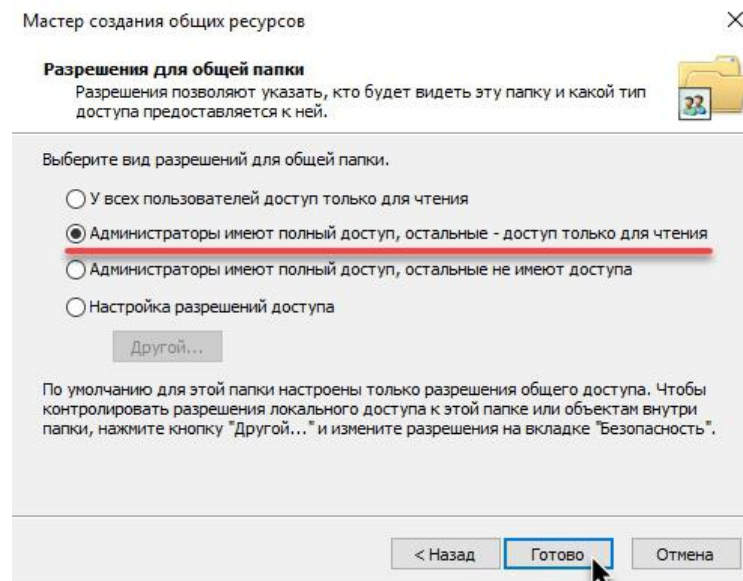 Мастер создания общих ресурсов
Разрешения для общей папки
Разрешения позволяют указать, кто будет видеть эту папку и какой тип
доступа предоставляется к ней.
Выберите вид разрешений для общей папки.
У всех пользователей доступ только для чтения
Администраторы имеют полный доступ, остальные - доступ только для чтения
Администраторы имеют полный доступ, остальные не имеют доступа
Настройка разрешений доступа
Другой...
По умолчанию для этой папки настроены только разрешения общего доступа. Чтобы
контролировать разрешения локального доступа к этой папке или объектам внутри
папки, нажмите кнопку "Другой..." и измените разрешения на вкладке "Безопасность".
< Назад
Готово
Отмена